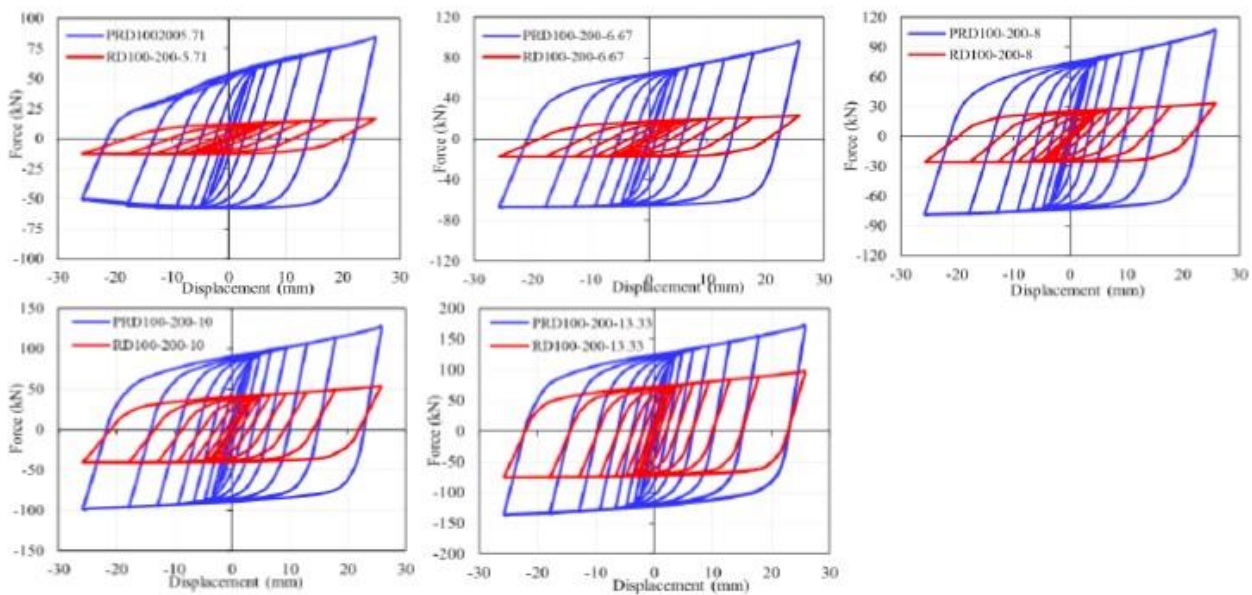 100
75
50
25
0
-25
-50
-75
-100
Force (kN)
PRD1002005.71
RD100-200-5.71
-30 -20 -10 0 10 20 30
Displacement (mm)
120
80
40
0
-40
-80
-120
Force (kN)
PRD100-200-6.67
RD100-200-6.67
-30 -20 -10 0 10 20 30
Displacement (mm)
120
90
60
30
0
-30
-60
-90
-120
Force (kN)
PRD100-200-8
RD100-200-8
-30 -20 -10 0 10 20 30
Displacement (mm)
150
100
50
0
-50
-100
-150
Force (kN)
PRD100-200-10
RD100-200-10
-30 -20 -10 0 10 20 30
Displacement (mm)
200
150
100
50
0
-50
-100
-150
-200
Force (kN)
PRD100-200-13.33
RD100-200-13.33
-30 -20 -10 0 10 20 30
Displacement (mm)